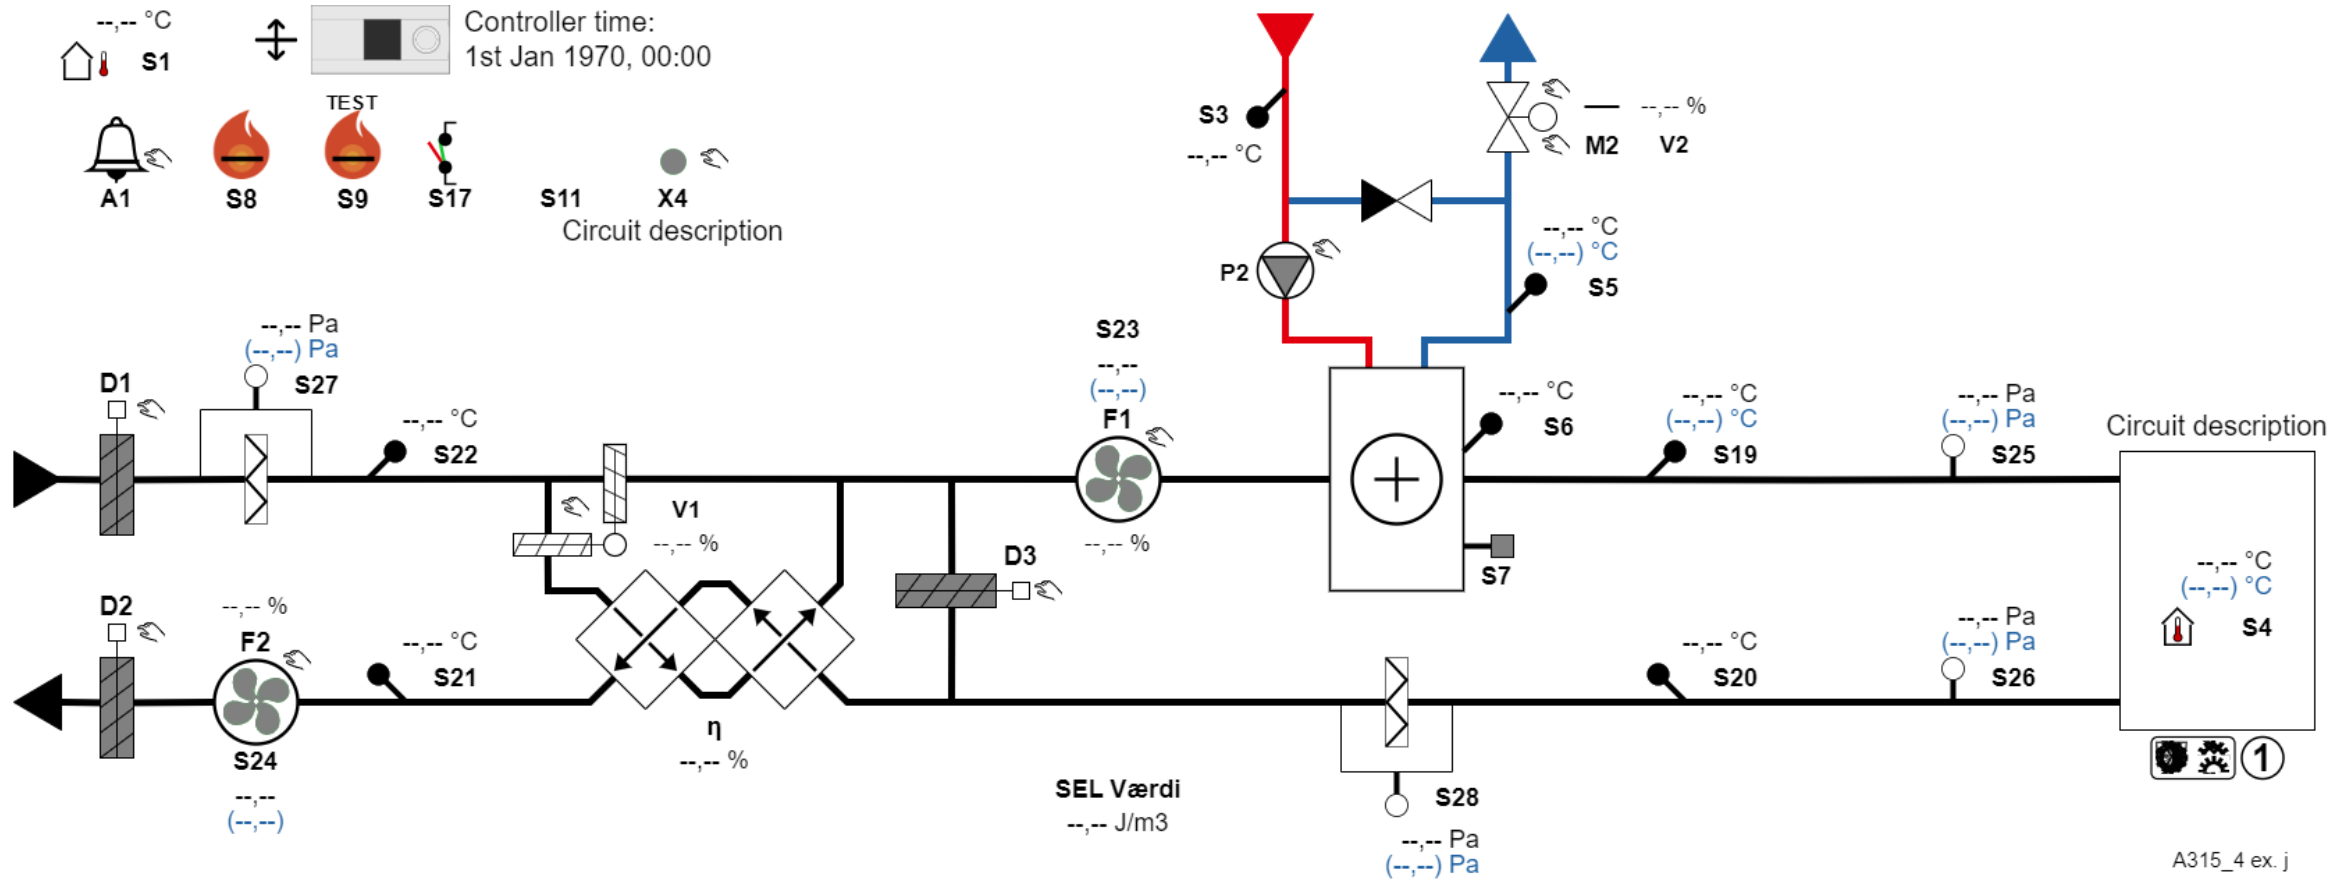 --,-- °C
S1
Controller time:
1st Jan 1970, 00:00
TEST
A1
S8
S9
S17
S11
X4
Circuit description
S3
--,-- °C
M2
--,-- %
V2
P2
--,-- °C
(--,--) °C
S5
--,-- Pa
(--,--) Pa
S27
D1
--,-- °C
S22
V1
--,-- %
S23
--,--
(--,--)
F1
--,-- %
D3
--,-- °C
S6
S7
--,-- °C
(--,--) °C
S19
--,-- Pa
(--,--) Pa
S25
Circuit description
--,-- °C
(--,--) °C
S4
D2
--,-- %
F2
S24
--,--
(--,--)
--,-- °C
S21
η
--,-- %
SEL Værdi
--,-- J/m3
S28
--,-- Pa
(--,--) Pa
--,-- °C
S20
--,-- Pa
(--,--) Pa
S26
1
A315_4 ex. j